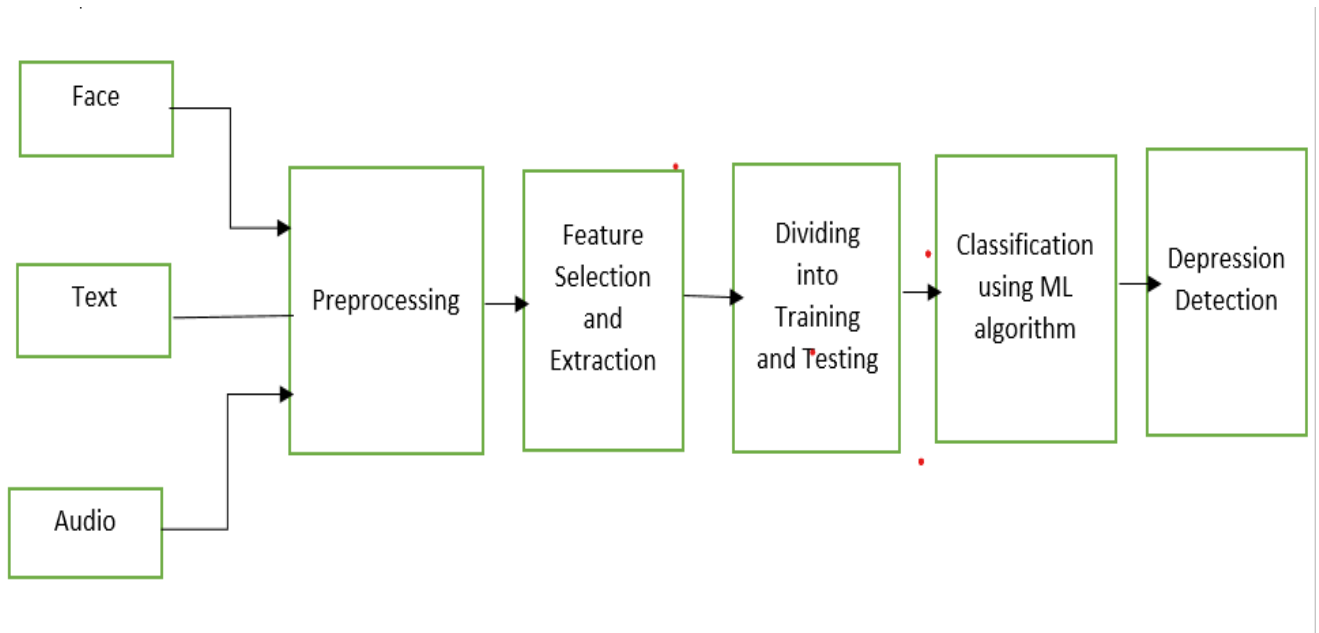 Face
Text
Audio
Preprocessing
Feature
Selection
and
Extraction
Dividing
into
Training
and Testing
Classification
using ML
algorithm
Depression
Detection